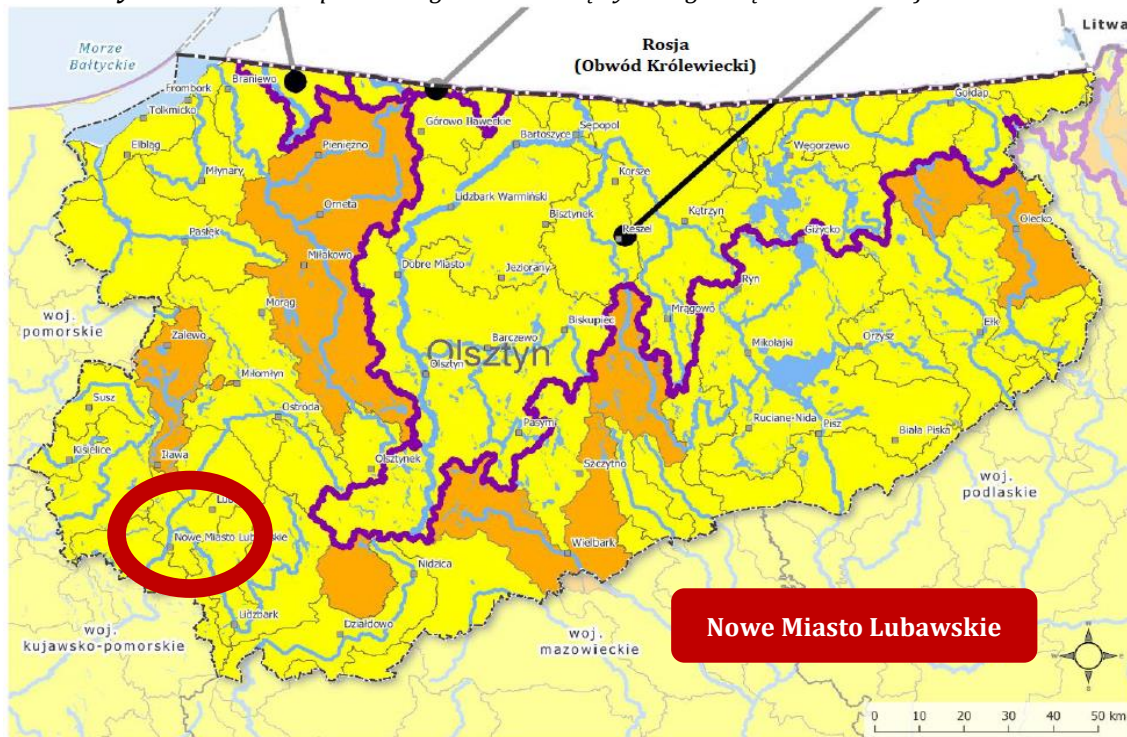 Morze
Bałtyckie
Rosja
(Obwód Królewiecki)
Litwa
Braniewo
Frombork
Tolkmicko
Gołdap
Górowo Iławeckie
Sępopol
Bartoszyce
Elbląg
Pieniężno
Węgorzewo
Młynary
Korsze
Lidzbark Warmiński
Orneta
Bisztynek
Kętrzyn
Olecko
Pasłęk
Reszel
Giżycko
Miłakowo
Dobre Miasto
Jeziorany
Ryn
Morąg
Mrągowo
woj.
pomorskie
Zalewo
Biskupiec
Ełk
Barczewo
Mikołajki
Orzysz
Olsztyn
Olsztyn
Miłomłyn
Susz
Ostróda
Ruciane-Nida
Pisz
Pasym
Biała Piska
Kisielice
Iława
Olsztynek
Szczytno
woj.
podlaskie
Nowe Miasto Lubawskie
Wielbark
Nidzica
Lidzbark
Działdowo
Nowe Miasto Lubawskie
woj.
kujawsko-pomorskie
woj.
mazowieckie
0 10 20 30 40 50 km